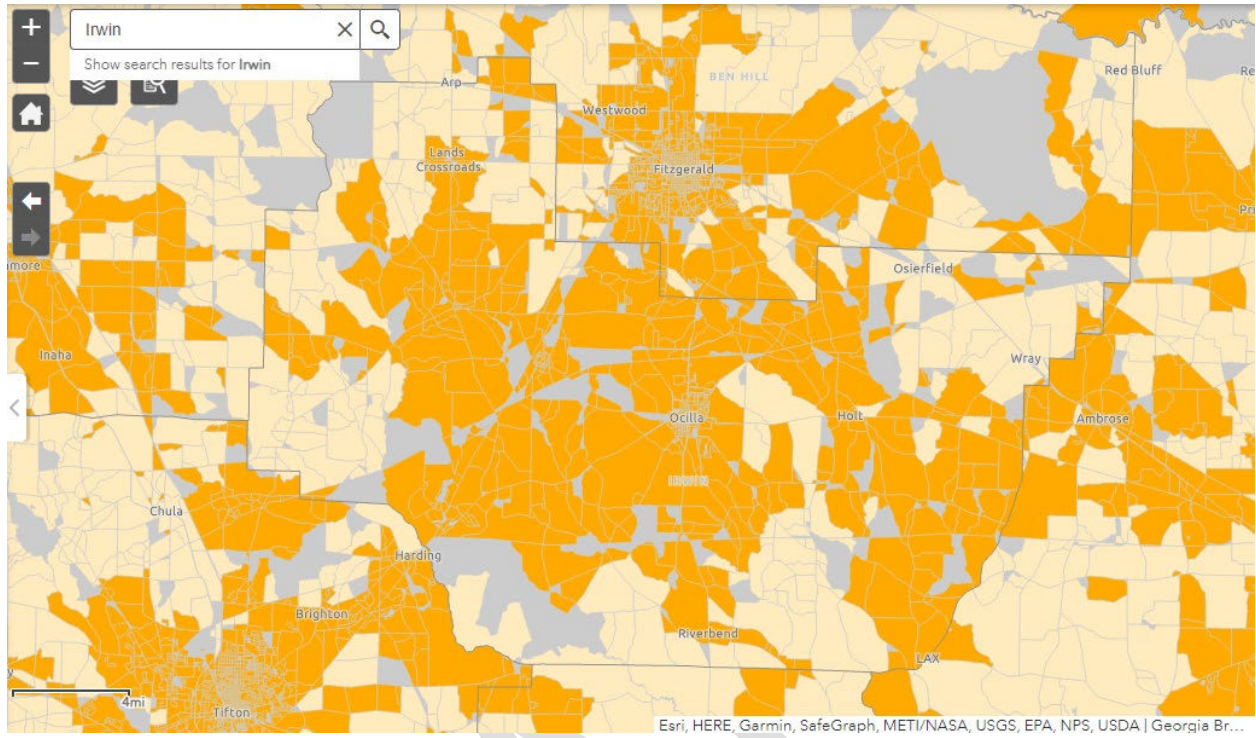 +
Irwin
−
Show search results for Irwin
Arp
BEN HILL
Red Bluff
Westwood
Lands
Crossroads
Fitzgerald
Osierfield
Inaha
Wray
Ocilla
Holt
Ambrose
IRWIN
Chula
Harding
Brighton
Riverbend
LAX
4mi
Tifton
Esri, HERE, Garmin, SafeGraph, METI/NASA, USGS, EPA, NPS, USDA | Georgia Br...